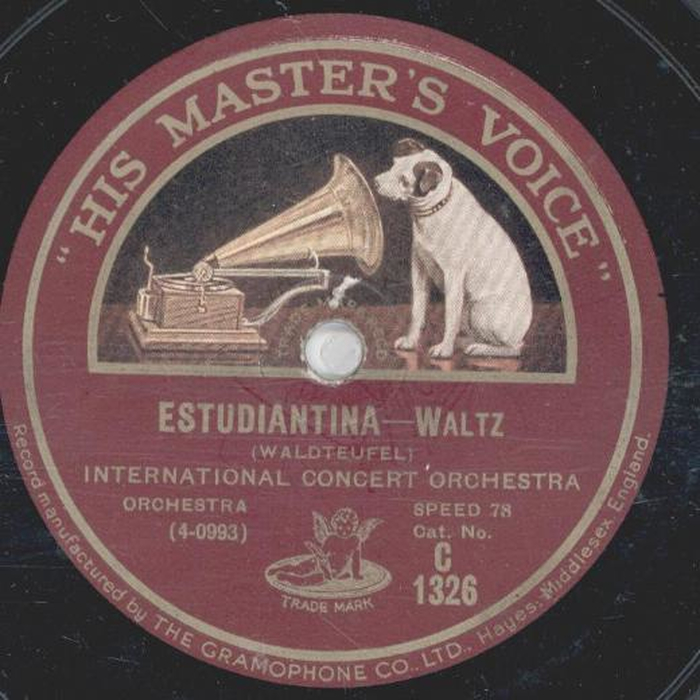 "HIS MASTER'S VOICE"
ESTUDIANTINA—WALTZ
(WALDTEUFEL)
INTERNATIONAL CONCERT ORCHESTRA
ORCHESTRA SPEED 78
(4-0993) Cat. No.
C
1326
TRADE MARK
Record manufactured by THE GRAMOPHONE CO., LTD., Hayes, Middlesex, England.